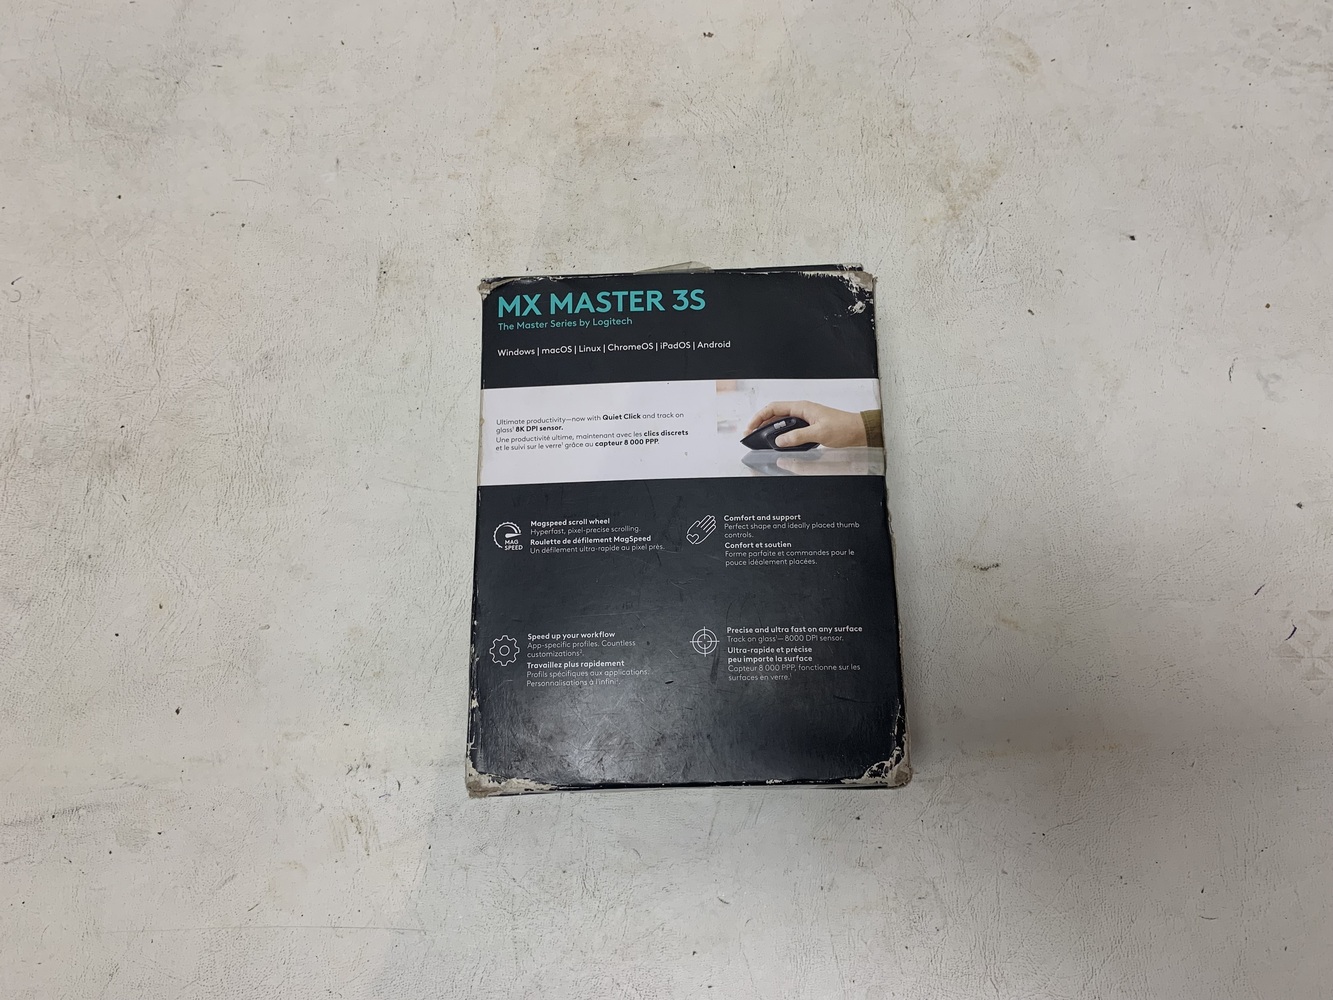 MX MASTER 3S
The Master Series by Logitech
Windows | macOS | Linux | ChromeOS | iPadOS | Android
Ultimate productivity—now with Quiet Click and track on
glass¹ 8K DPI sensor.
Une productivité ultime, maintenant avec les clics discrets
et le suivi sur le verre¹ grâce au capteur 8 000 PPP.
MAG
SPEED
Magspeed scroll wheel
Hyperfast, pixel-precise scrolling.
Roulette de défilement MagSpeed
Un défilement ultra-rapide au pixel près.
Comfort and support
Perfect shape and ideally placed thumb
controls.
Confort et soutien
Forme parfaite et commandes pour le
pouce idéalement placées.
Speed up your workflow
App-specific profiles. Countless
customizations².
Travaillez plus rapidement
Profils spécifiques aux applications.
Personnalisations à l'infini².
Precise and ultra fast on any surface
Track on glass¹—8000 DPI sensor.
Ultra-rapide et précise
peu importe la surface
Capteur 8 000 PPP, fonctionne sur les
surfaces en verre.¹